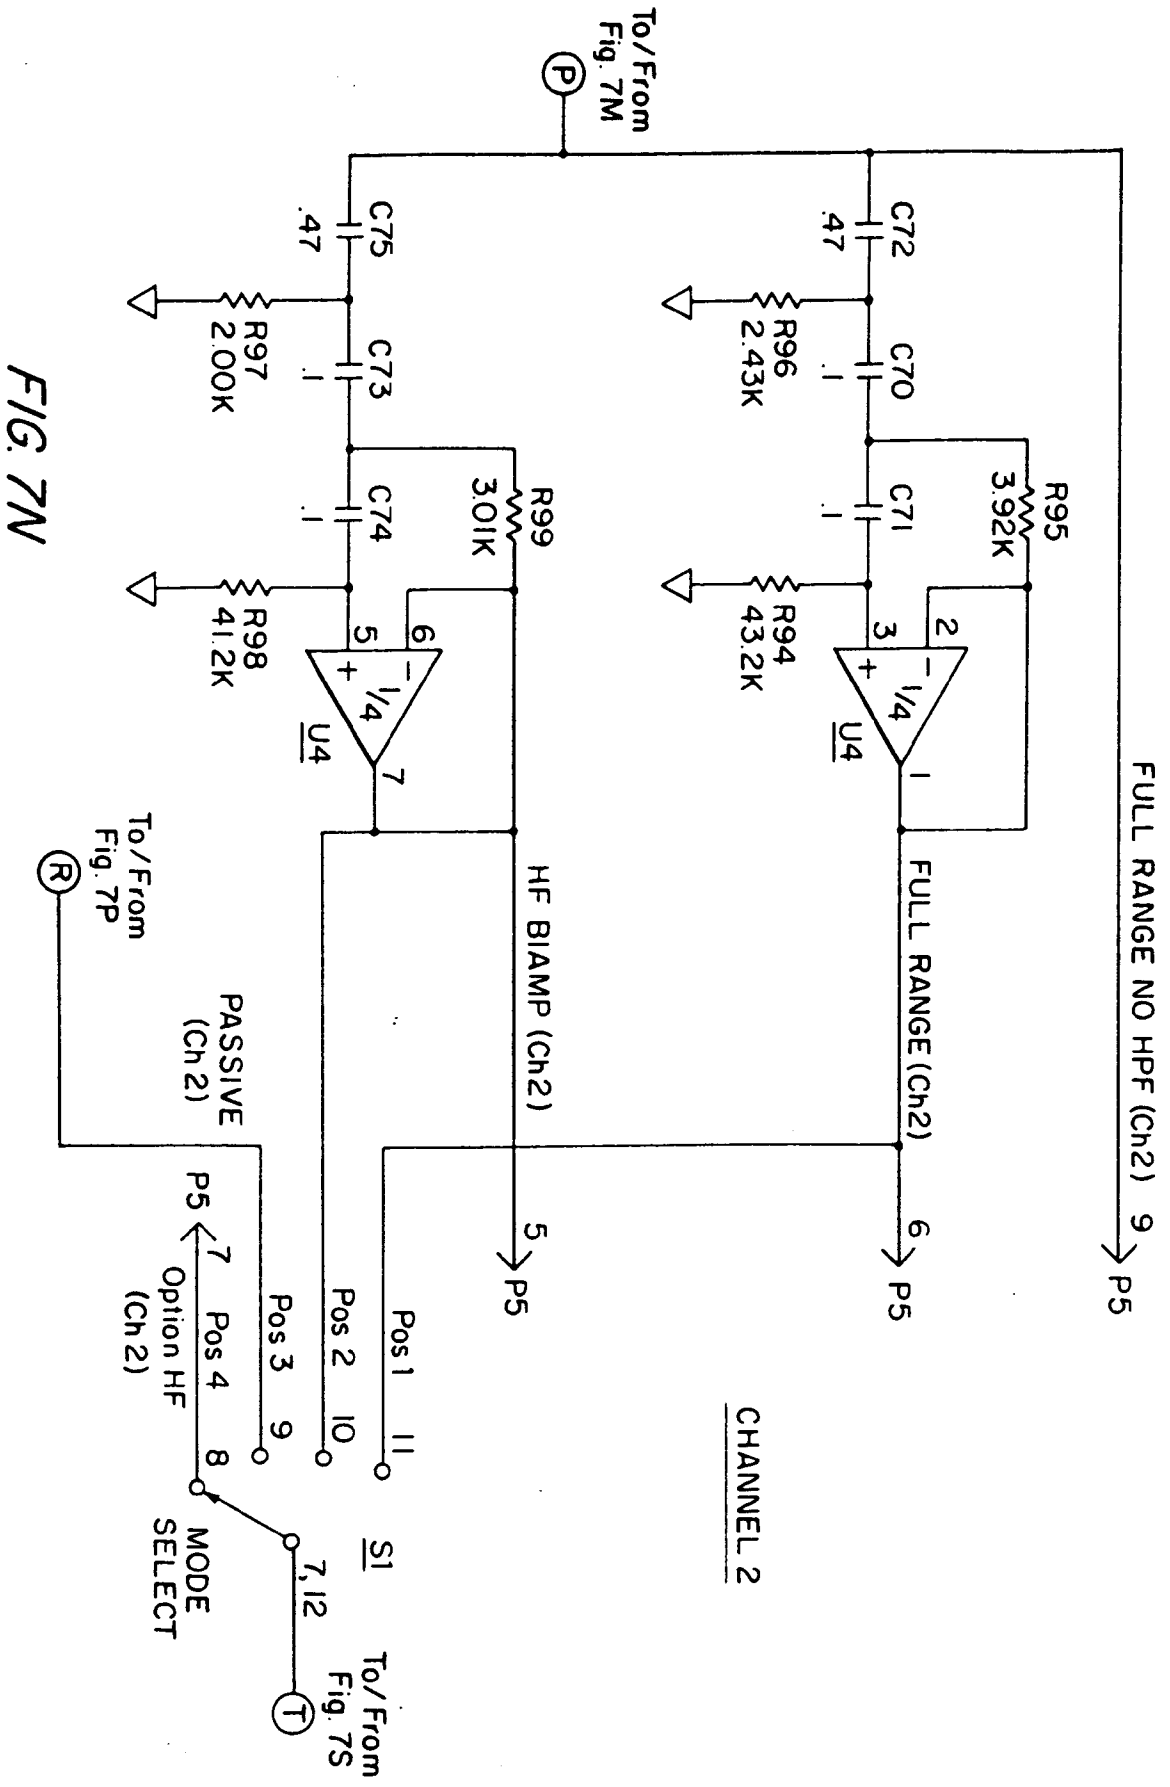 FULL RANGE NO HPF (Ch2) 9
P5
CHANNEL 2
To/From
Fig. 7M
P
C72
.47
R96
2.43K
C70
.1
C71
.1
R95
3.92K
R94
43.2K
2
3
−
+
1/4
U4
1
FULL RANGE (Ch2)
6
P5
C75
.47
R97
2.00K
C73
.1
C74
.1
R99
3.01K
R98
41.2K
6
5
−
+
1/4
U4
7
HF BIAMP (Ch2)
5
P5
Pos 1
11
Pos 2
10
Pos 3
9
Pos 4
8
P5
7
Option HF
(Ch 2)
PASSIVE
(Ch 2)
To/From
Fig. 7P
R
S1
7,12
MODE
SELECT
To/From
Fig. 7S
T
FIG. 7N